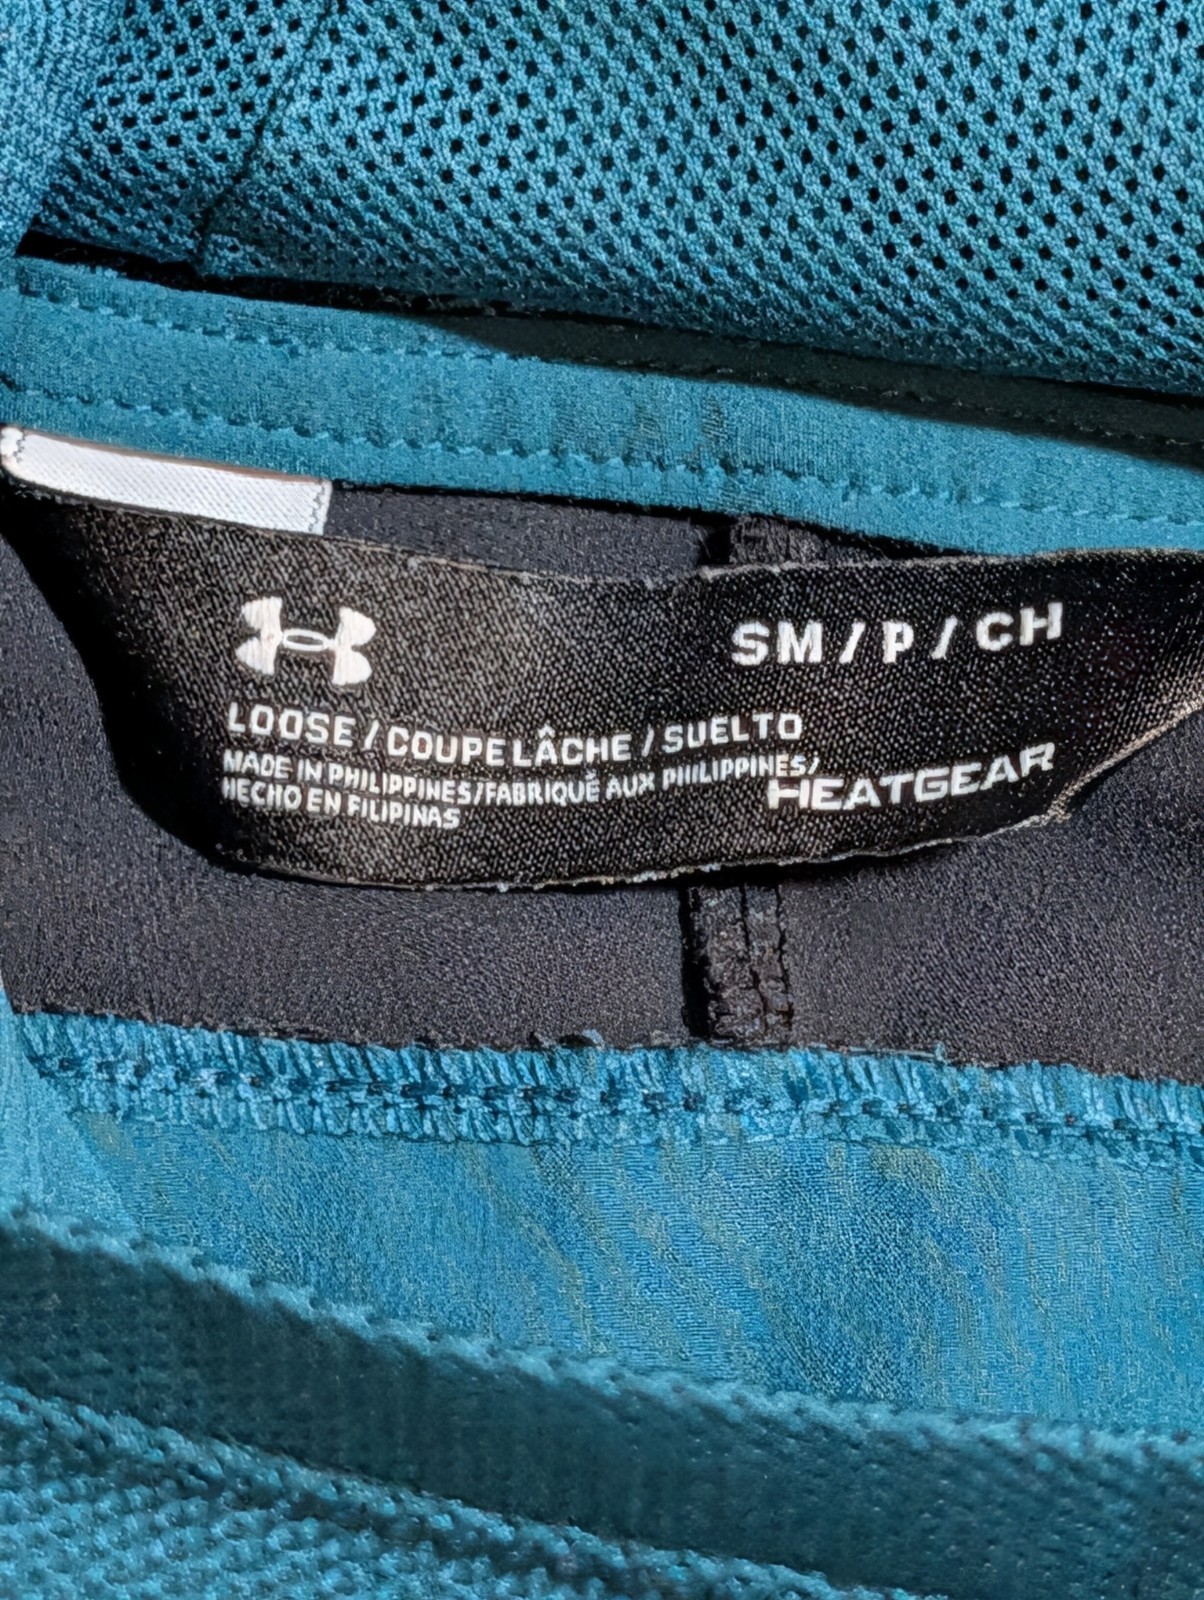 SM / P / CH
LOOSE / COUPE LÂCHE / SUELTO
MADE IN PHILIPPINES/FABRIQUÉ AUX PHILIPPINES/
HECHO EN FILIPINAS
HEATGEAR